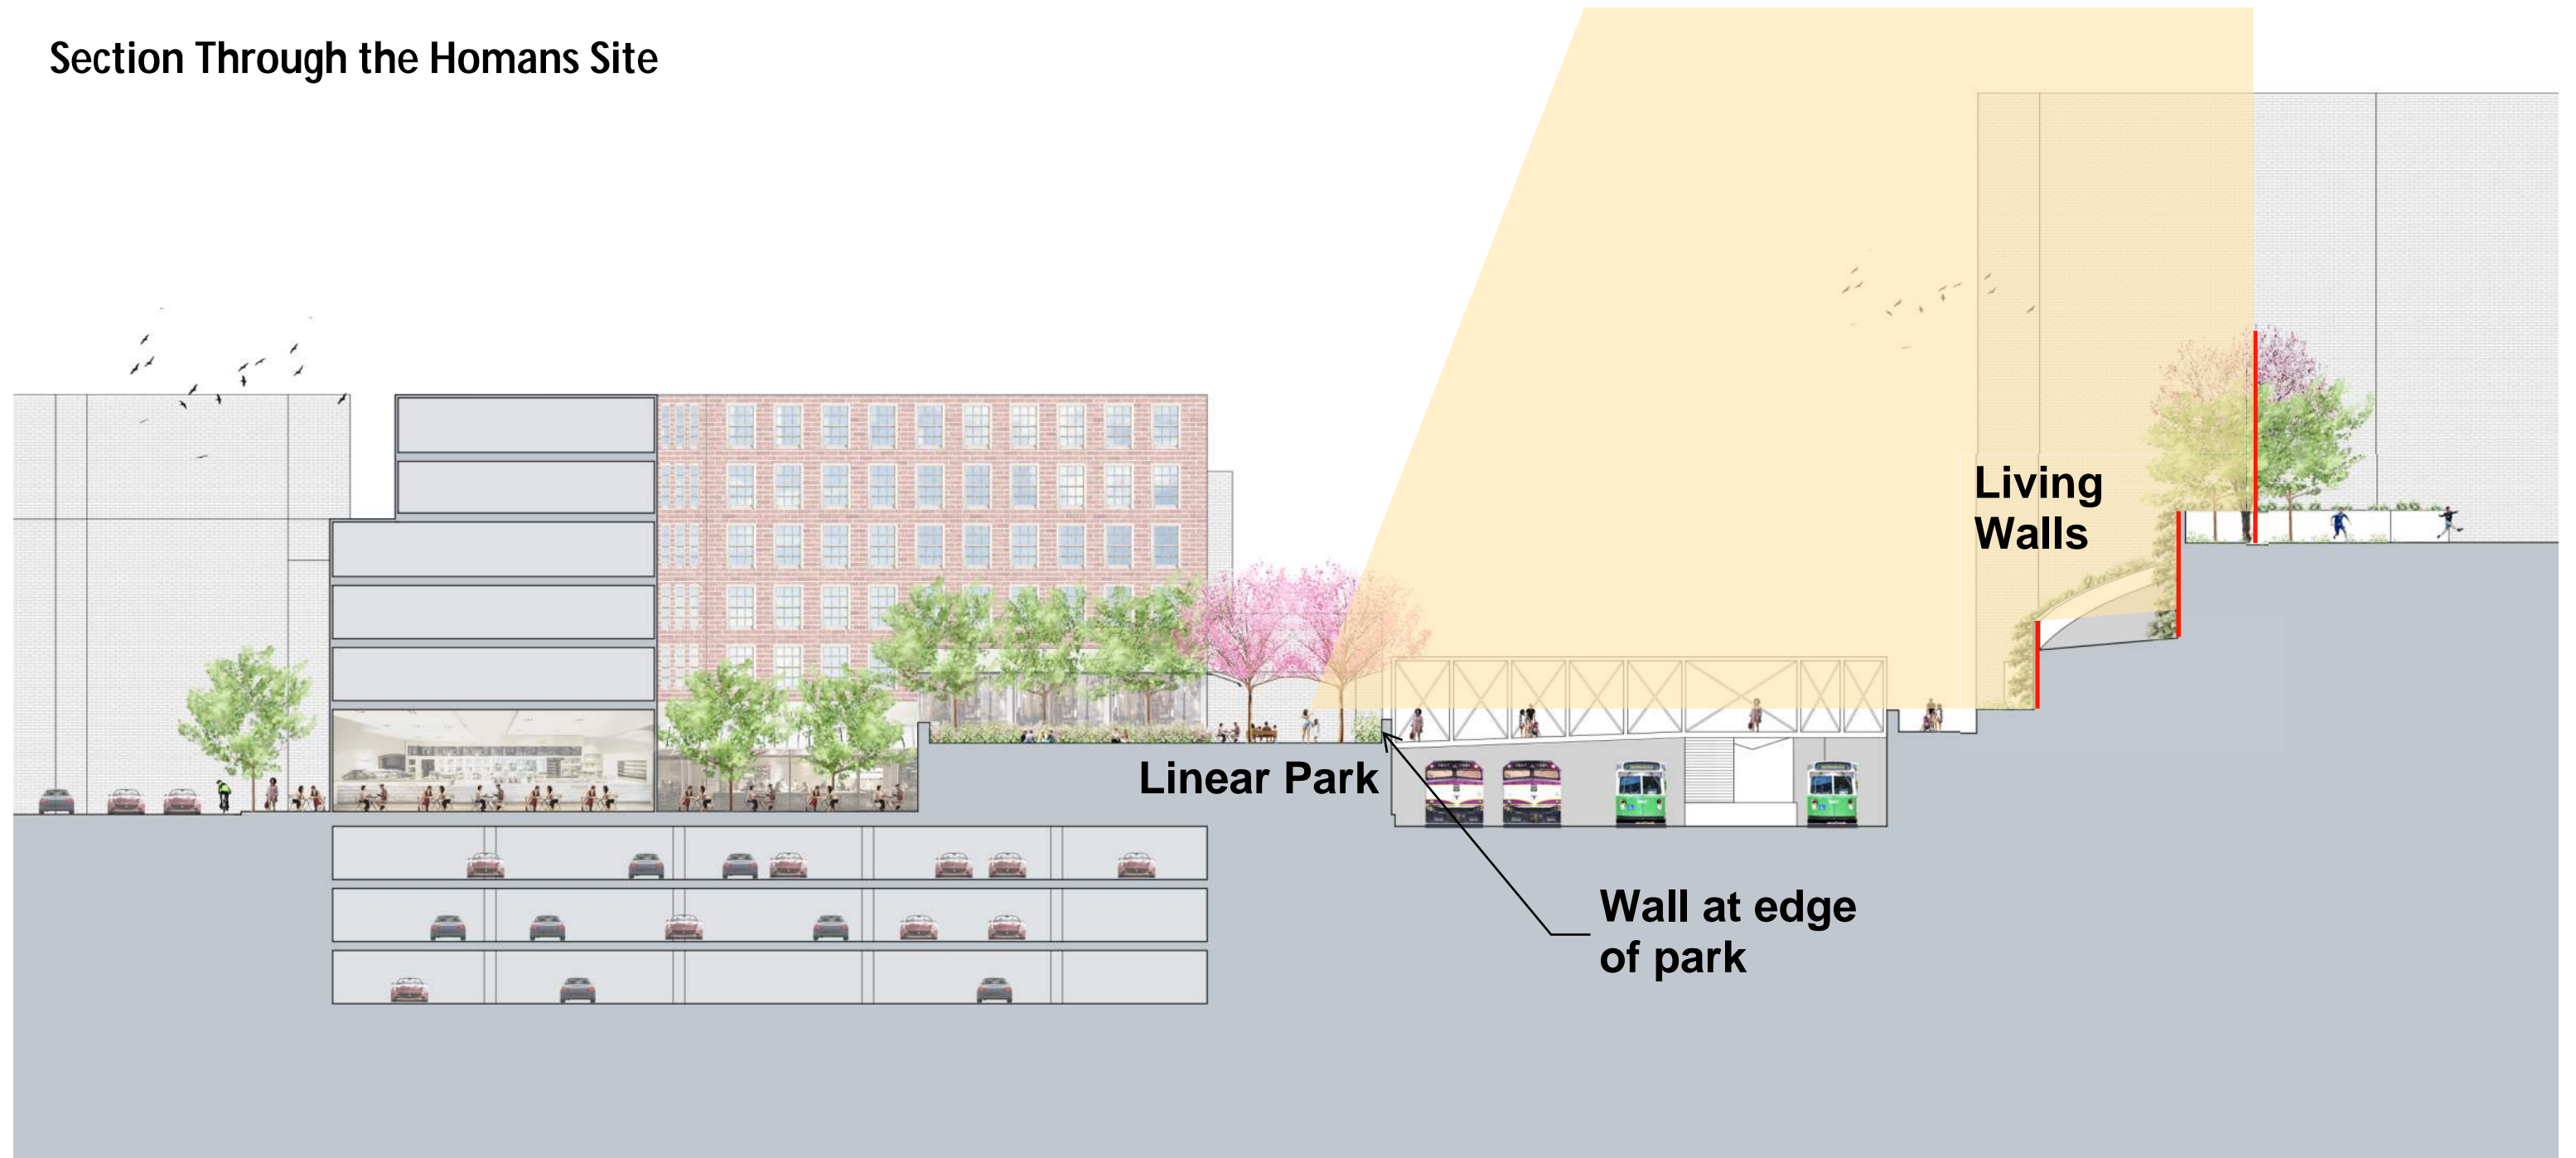 Section Through the Homans Site
Living
Walls
Linear Park
Wall at edge
of park